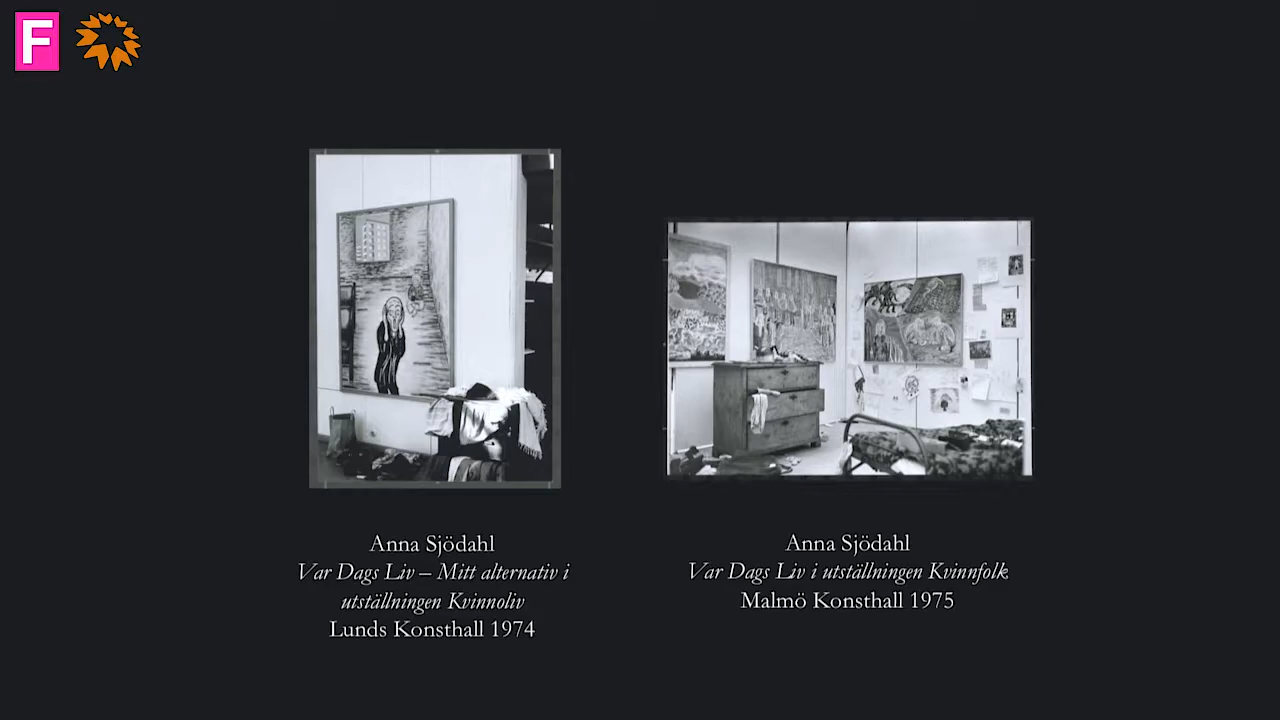 F
Anna Sjödahl
Var Dags Liv – Mitt alternativ i
utställningen Kvinnoliv
Lunds Konsthall 1974
Anna Sjödahl
Var Dags Liv i utställningen Kvinnfolk
Malmö Konsthall 1975